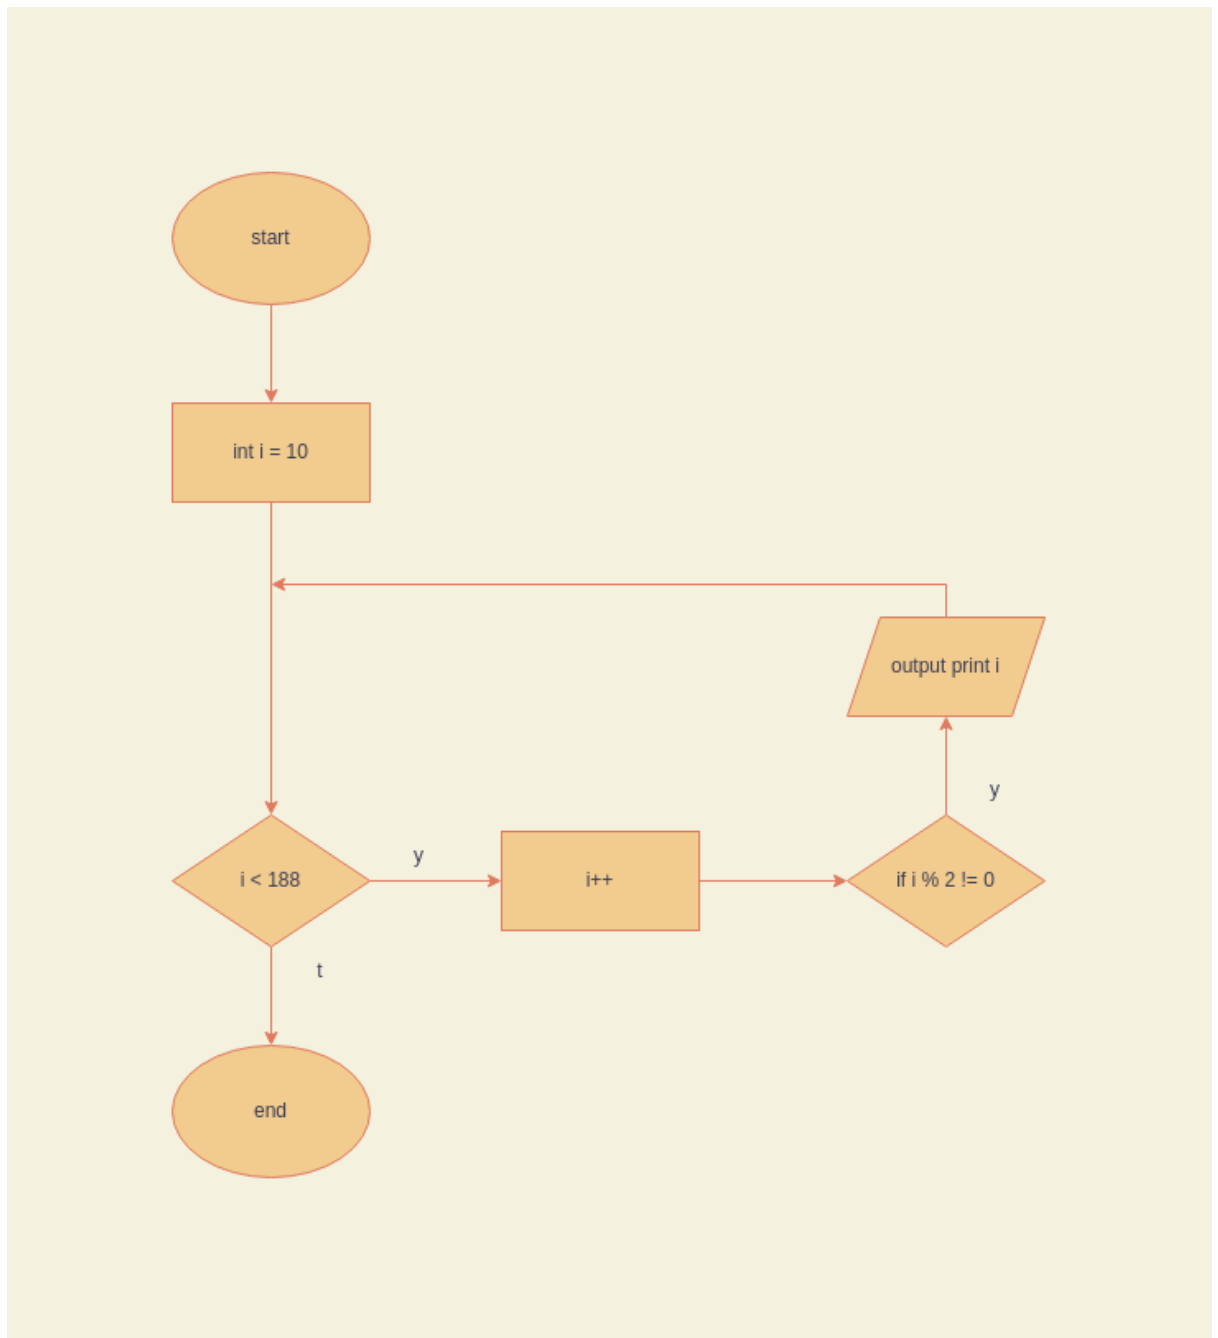 start
int i = 10
output print i
y
y
i < 188
i++
if i % 2 != 0
t
end